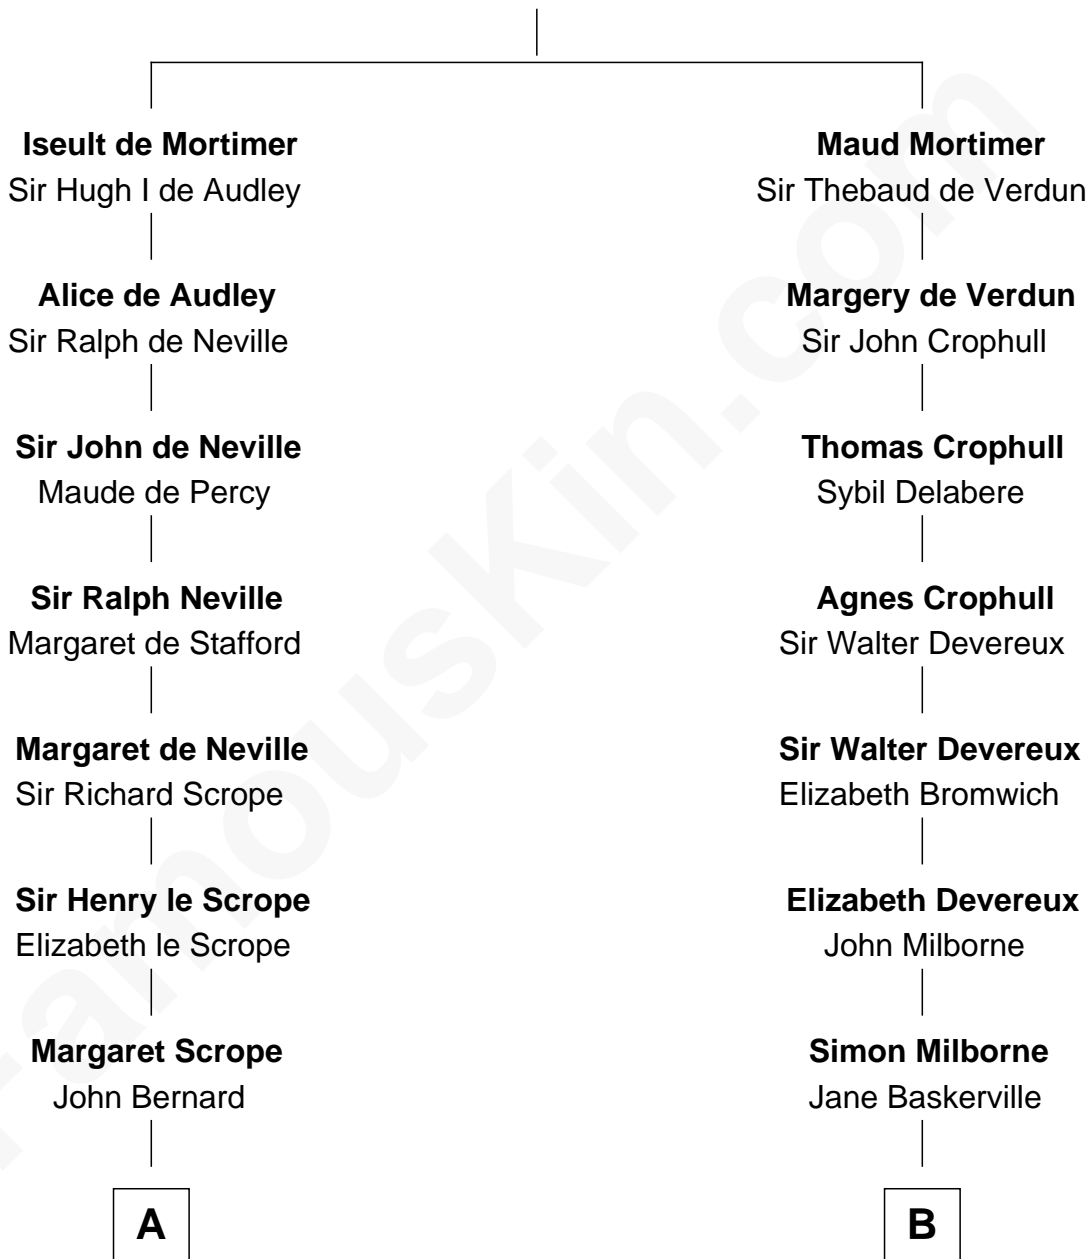 Iseult de Mortimer
Sir Hugh I de Audley
Alice de Audley
Sir Ralph de Neville
Sir John de Neville
Maude de Percy
Sir Ralph Neville
Margaret de Stafford
Margaret de Neville
Sir Richard Scrope
Sir Henry le Scrope
Elizabeth le Scrope
Margaret Scrope
John Bernard
A
Maud Mortimer
Sir Thebaud de Verdun
Margery de Verdun
Sir John Crophull
Thomas Crophull
Sybil Delabere
Agnes Crophull
Sir Walter Devereux
Sir Walter Devereux
Elizabeth Bromwich
Elizabeth Devereux
John Milborne
Simon Milborne
Jane Baskerville
B
FamousKin.com